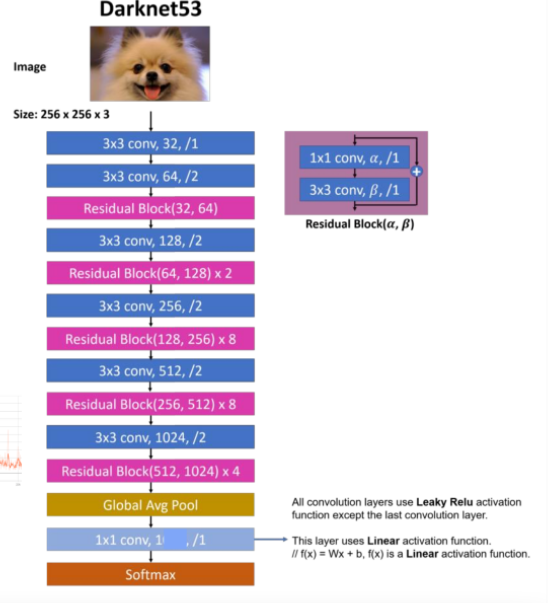 Darknet53
Image
Size: 256 x 256 x 3
3x3 conv, 32, /1
3x3 conv, 64, /2
Residual Block(32, 64)
3x3 conv, 128, /2
Residual Block(64, 128) x 2
3x3 conv, 256, /2
Residual Block(128, 256) x 8
3x3 conv, 512, /2
Residual Block(256, 512) x 8
3x3 conv, 1024, /2
Residual Block(512, 1024) x 4
Global Avg Pool
1x1 conv, 1 , /1
Softmax
1x1 conv, α, /1
+
3x3 conv, β, /1
Residual Block(α, β)
All convolution layers use Leaky Relu activation
function except the last convolution layer.
This layer uses Linear activation function.
// f(x) = Wx + b, f(x) is a Linear activation function.